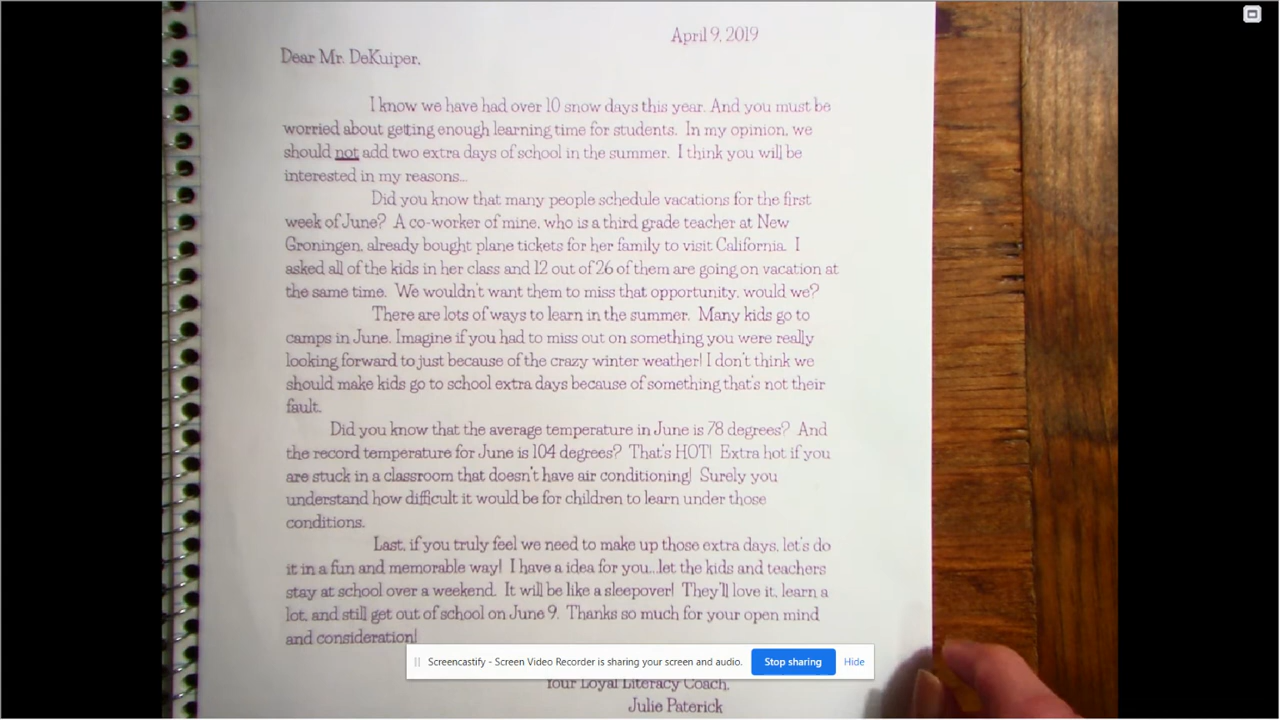 April 9, 2019
Dear Mr. DeKuiper,
I know we have had over 10 snow days this year. And you must be
worried about getting enough learning time for students. In my opinion, we
should not add two extra days of school in the summer. I think you will be
interested in my reasons...
Did you know that many people schedule vacations for the first
week of June? A co-worker of mine, who is a third grade teacher at New
Groningen, already bought plane tickets for her family to visit California. I
asked all of the kids in her class and 12 out of 26 of them are going on vacation at
the same time. We wouldn't want them to miss that opportunity, would we?
There are lots of ways to learn in the summer. Many kids go to
camps in June. Imagine if you had to miss out on something you were really
looking forward to just because of the crazy winter weather! I don't think we
should make kids go to school extra days because of something that's not their
fault.
Did you know that the average temperature in June is 78 degrees? And
the record temperature for June is 104 degrees? That's HOT! Extra hot if you
are stuck in a classroom that doesn't have air conditioning! Surely you
understand how difficult it would be for children to learn under those
conditions.
Last, if you truly feel we need to make up those extra days, let's do
it in a fun and memorable way! I have a idea for you...let the kids and teachers
stay at school over a weekend. It will be like a sleepover! They'll love it, learn a
lot, and still get out of school on June 9. Thanks so much for your open mind
and consideration!
Screencastify - Screen Video Recorder is sharing your screen and audio. Stop sharing Hide
Your Loyal Literacy Coach,
Julie Paterick